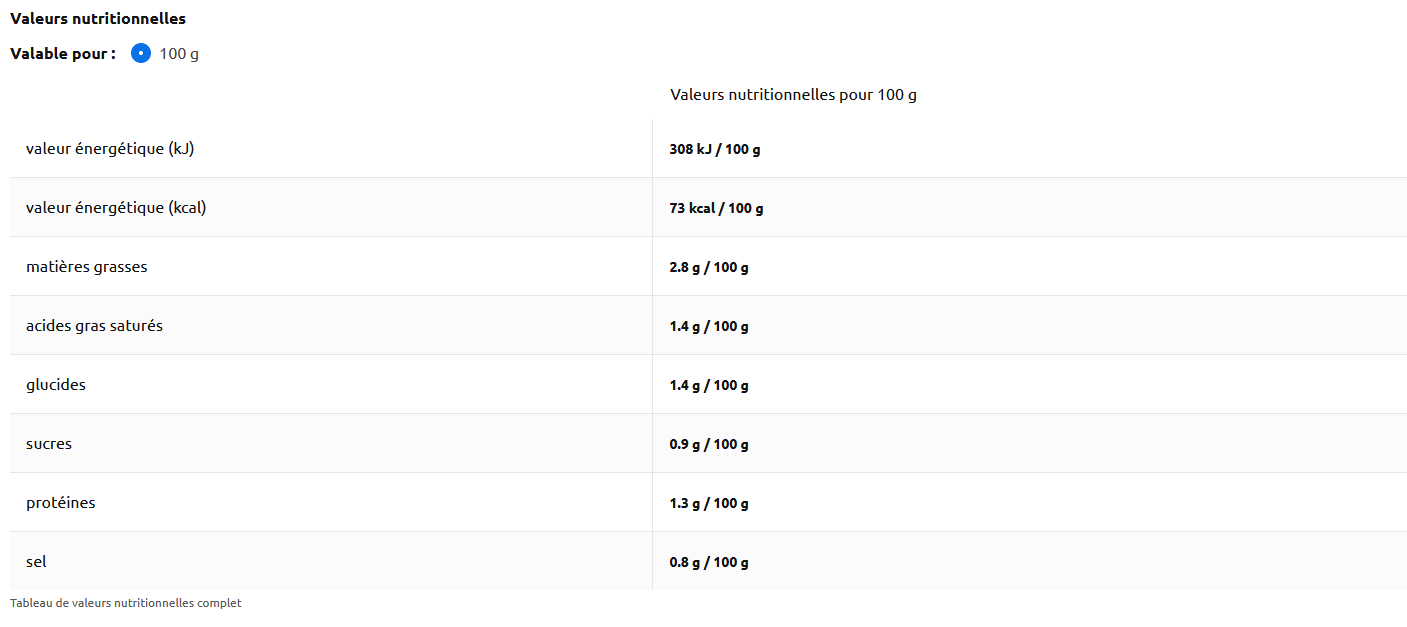 Valeurs nutritionnelles
Valable pour : 100 g
Valeurs nutritionnelles pour 100 g
valeur énergétique (kJ) 308 kJ / 100 g
valeur énergétique (kcal) 73 kcal / 100 g
matières grasses 2.8 g / 100 g
acides gras saturés 1.4 g / 100 g
glucides 1.4 g / 100 g
sucres 0.9 g / 100 g
protéines 1.3 g / 100 g
sel 0.8 g / 100 g
Tableau de valeurs nutritionnelles complet